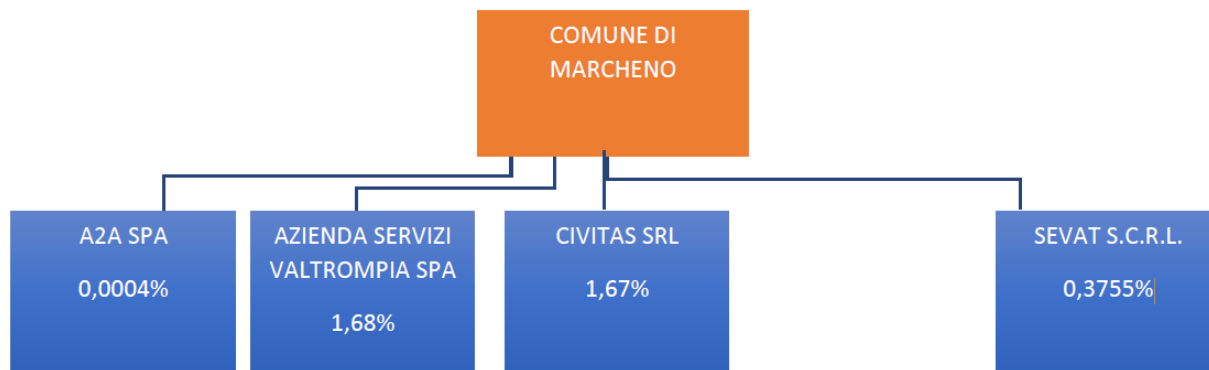 COMUNE DI
MARCHENO
A2A SPA
0,0004%
AZIENDA SERVIZI
VALTROMPIA SPA
1,68%
CIVITAS SRL
1,67%
SEVAT S.C.R.L.
0,3755%